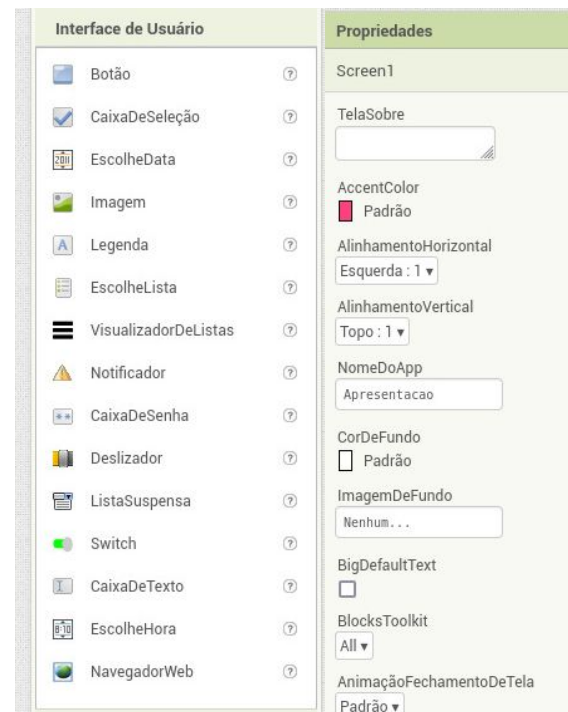 Interface de Usuário
Botão
CaixaDeSeleção
EscolheData
Imagem
Legenda
EscolheLista
VisualizadorDeListas
Notificador
CaixaDeSenha
Deslizador
ListaSuspensa
Switch
CaixaDeTexto
EscolheHora
NavegadorWeb
Propriedades
Screen1
TelaSobre
AccentColor
Padrão
AlinhamentoHorizontal
Esquerda : 1 ▾
AlinhamentoVertical
Topo : 1 ▾
NomeDoApp
Apresentacao
CorDeFundo
Padrão
ImagemDeFundo
Nenhum...
BigDefaultText
BlocksToolkit
All ▾
AnimaçãoFechamentoDeTela
Padrão ▾